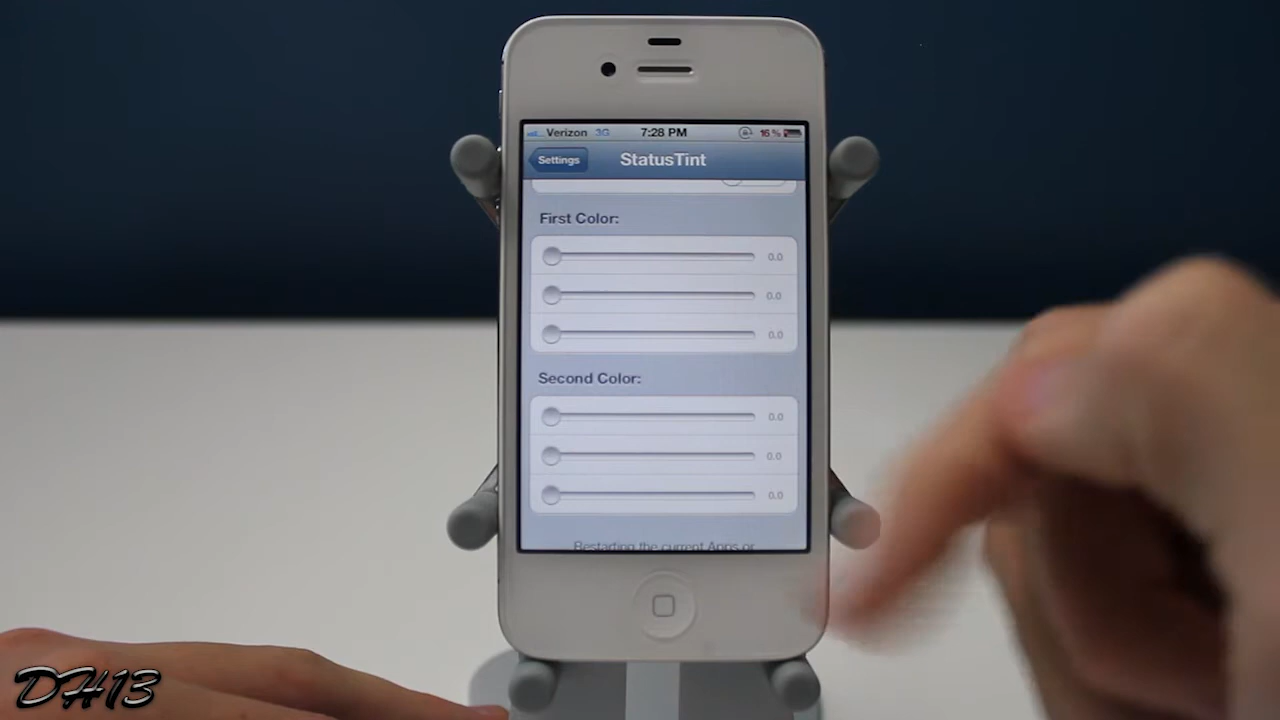 Verizon 3G 7:28 PM 16%
Settings StatusTint
First Color:
0.0
0.0
0.0
Second Color:
0.0
0.0
0.0
Restarting the current Apps or
DH13